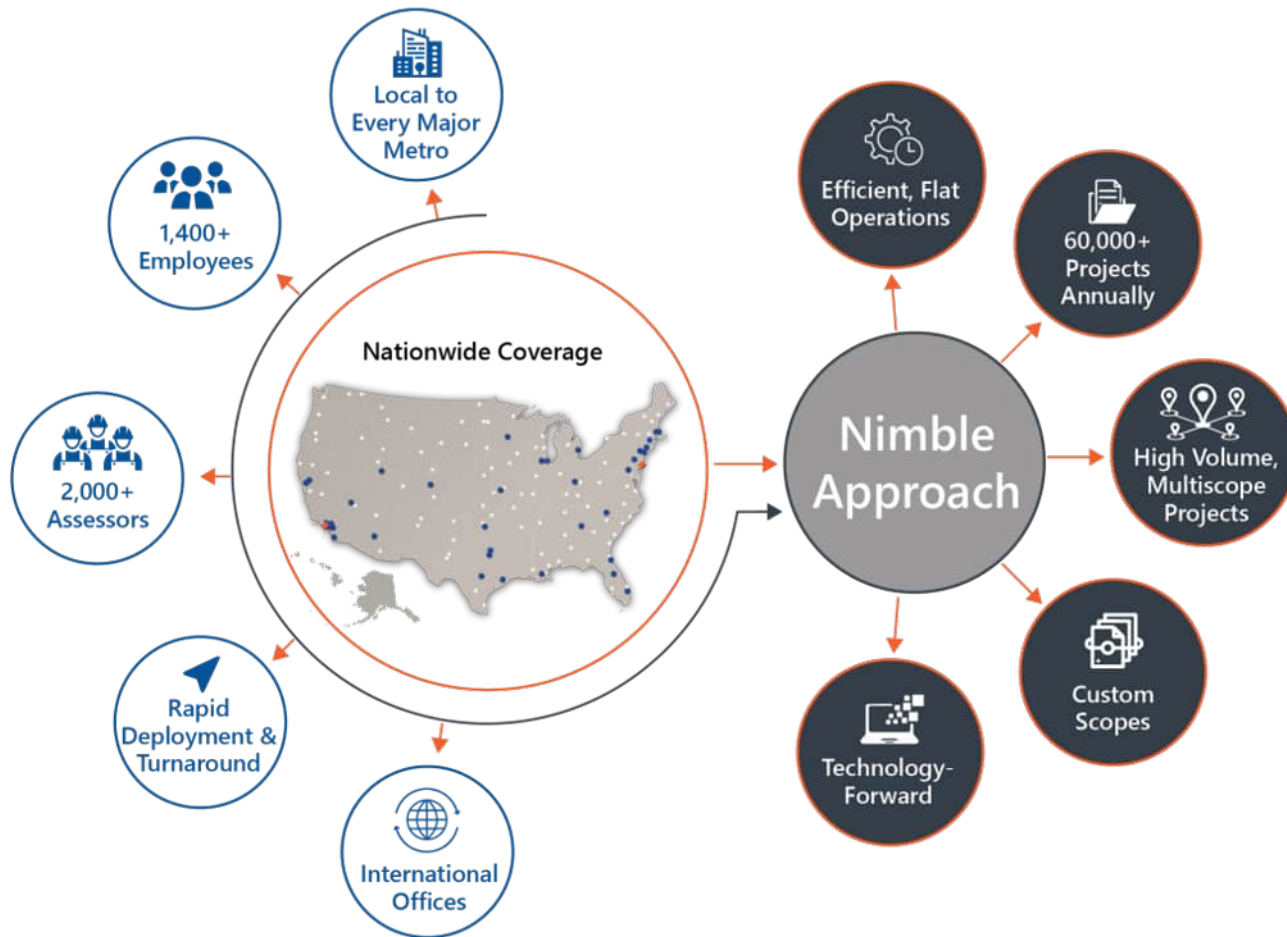 Local to
Every Major
Metro
1,400+
Employees
2,000+
Assessors
Rapid
Deployment &
Turnaround
International
Offices
Nationwide Coverage
Nimble
Approach
Efficient, Flat
Operations
60,000+
Projects
Annually
High Volume,
Multiscope
Projects
Custom
Scopes
Technology-
Forward